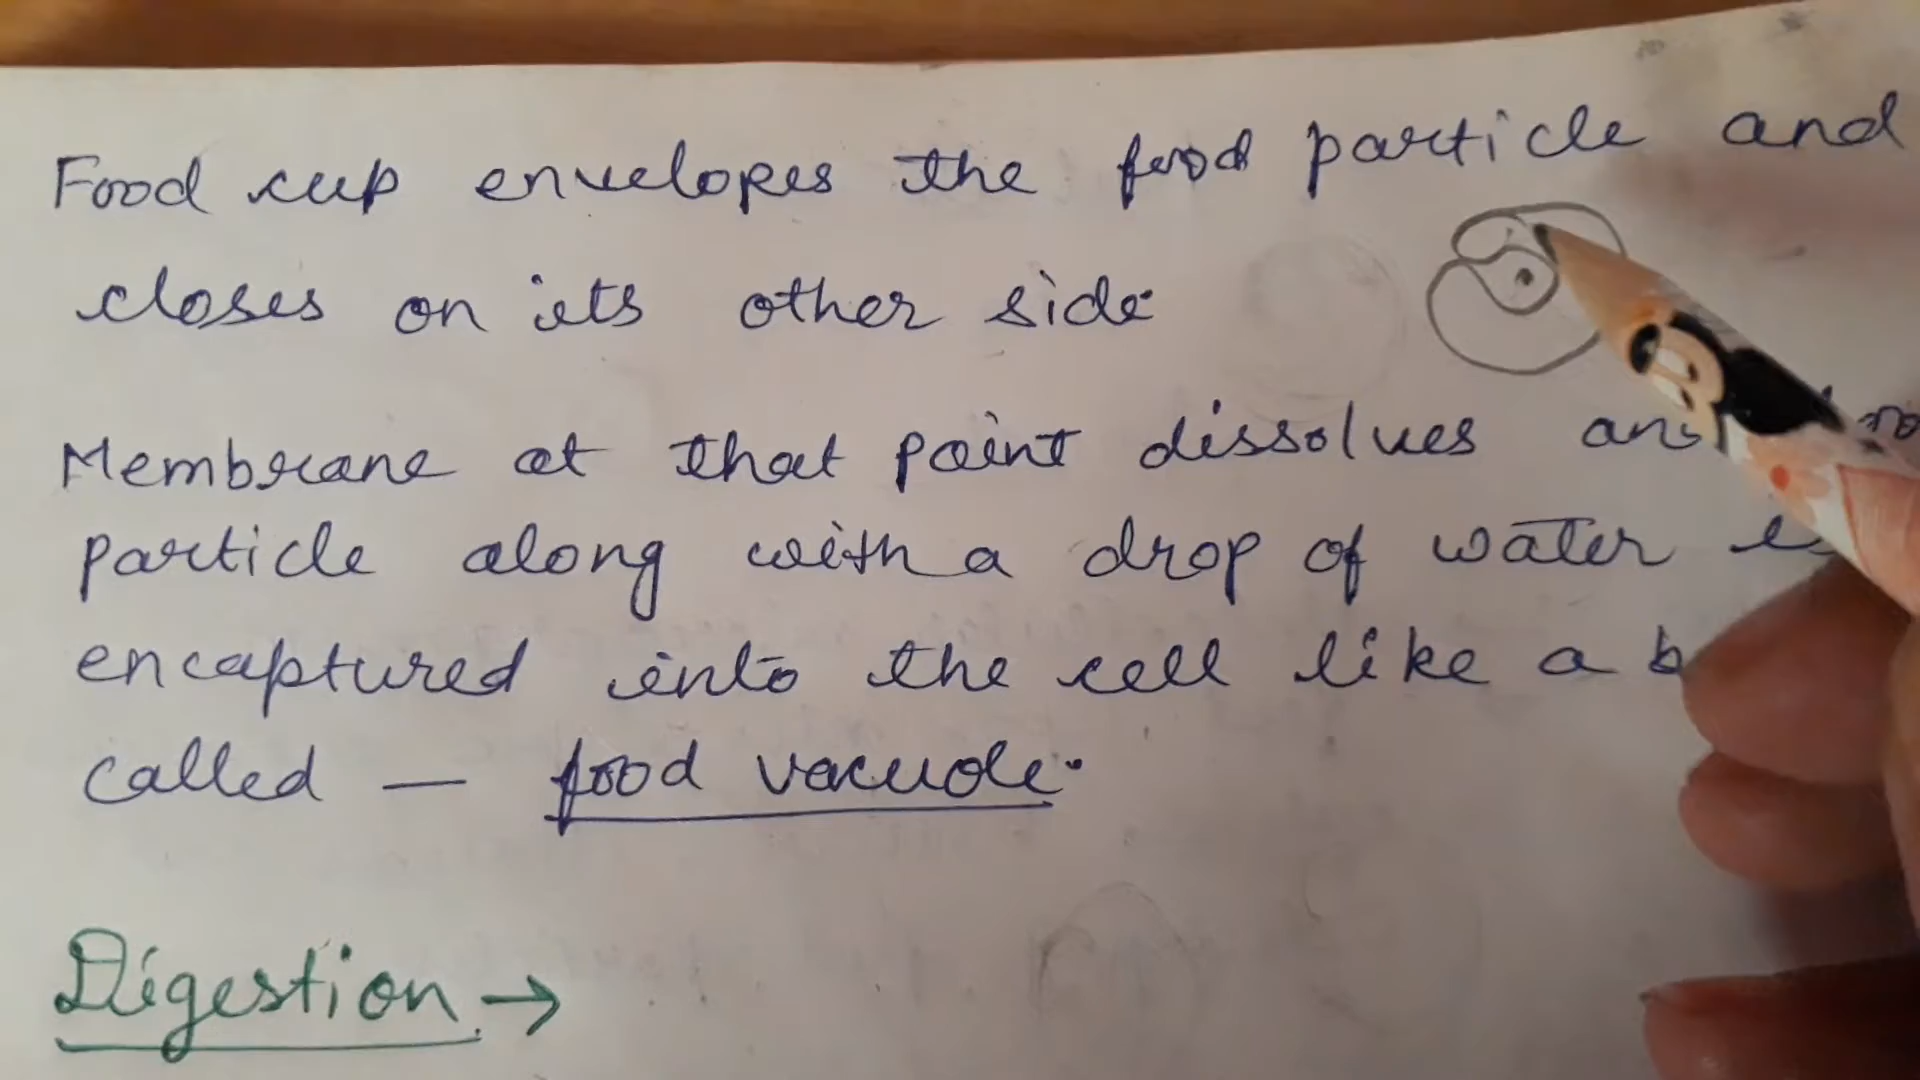 Food cup envelopes the food particle and
closes on its other side.
Membrane at that point dissolves
particle along with a drop of water
encaptured into the cell like a
called — food vacuole.
Digestion →